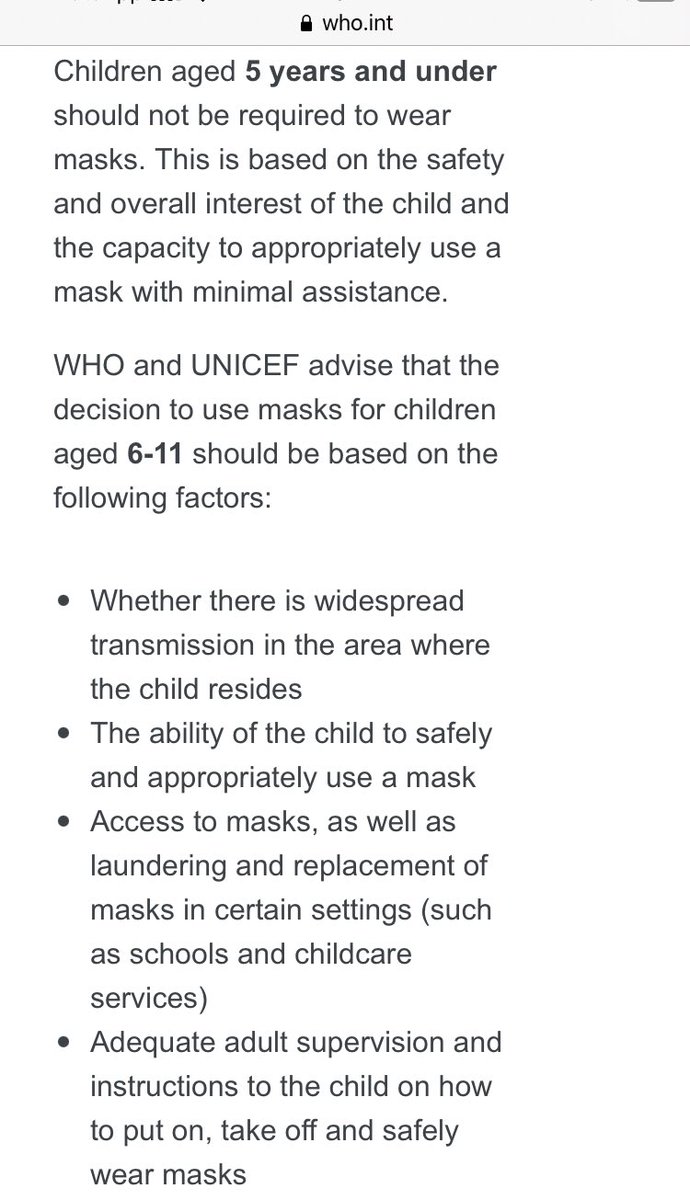 who.int
Children aged 5 years and under
should not be required to wear
masks. This is based on the safety
and overall interest of the child and
the capacity to appropriately use a
mask with minimal assistance.
WHO and UNICEF advise that the
decision to use masks for children
aged 6-11 should be based on the
following factors:
• Whether there is widespread
transmission in the area where
the child resides
• The ability of the child to safely
and appropriately use a mask
• Access to masks, as well as
laundering and replacement of
masks in certain settings (such
as schools and childcare
services)
• Adequate adult supervision and
instructions to the child on how
to put on, take off and safely
wear masks